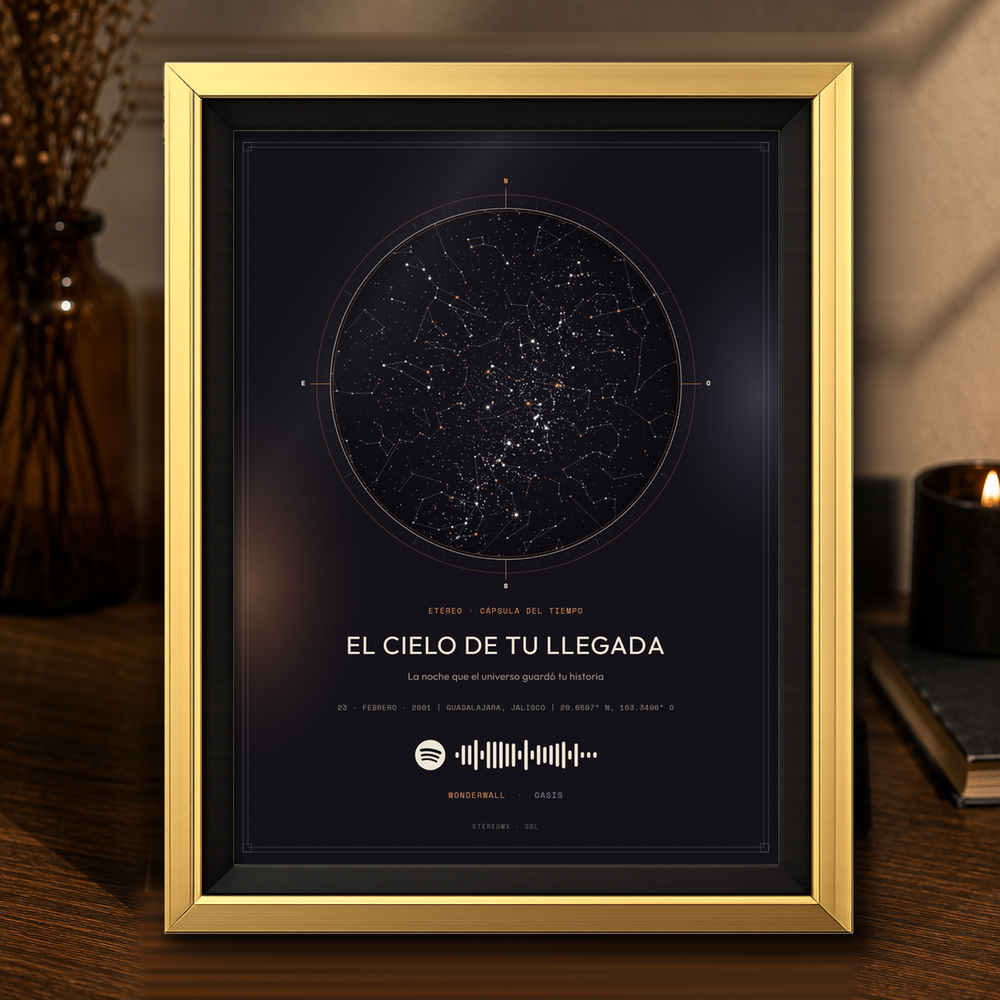 N
E
O
S
ETÉREO · CÁPSULA DEL TIEMPO
EL CIELO DE TU LLEGADA
La noche que el universo guardó tu historia
23 · FEBRERO · 2001 | GUADALAJARA, JALISCO | 20.6597° N, 103.3496° O
WONDERWALL · OASIS
ETEREOMX · GDL